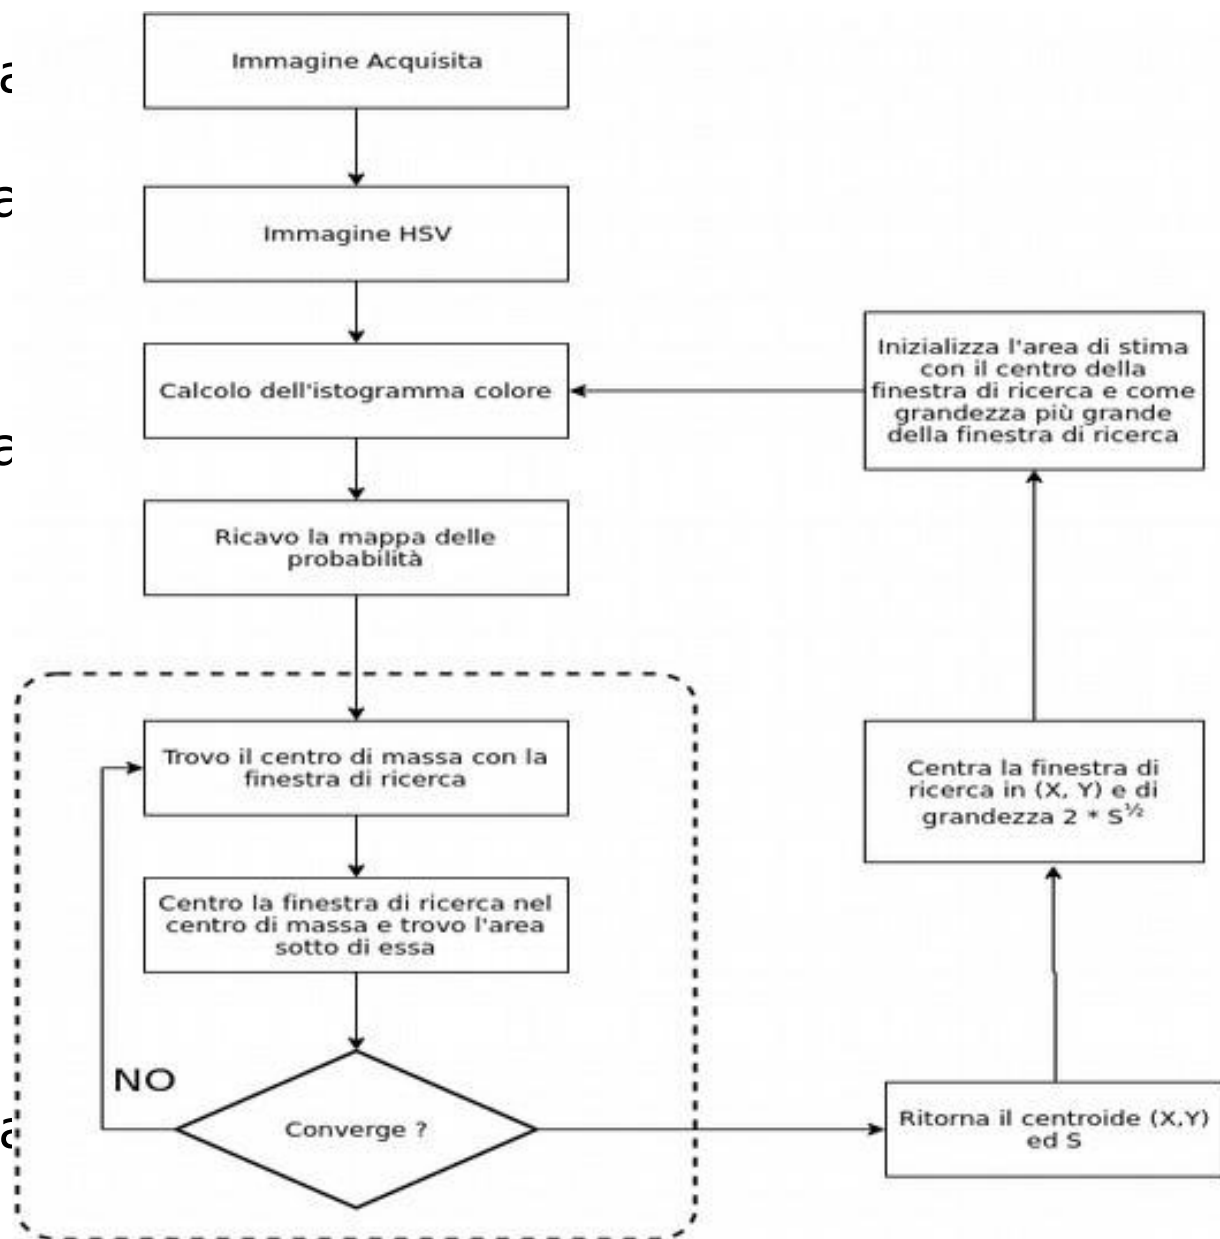 Immagine Acquisita
Immagine HSV
Calcolo dell'istogramma colore
Ricavo la mappa delle
probabilità
Trovo il centro di massa con la
finestra di ricerca
Centro la finestra di ricerca nel
centro di massa e trovo l'area
sotto di essa
NO
Converge ?
Ritorna il centroide (X,Y)
ed S
Centra la finestra di
ricerca in (X, Y) e di
grandezza 2 * S½
Inizializza l'area di stima
con il centro della
finestra di ricerca e come
grandezza più grande
della finestra di ricerca